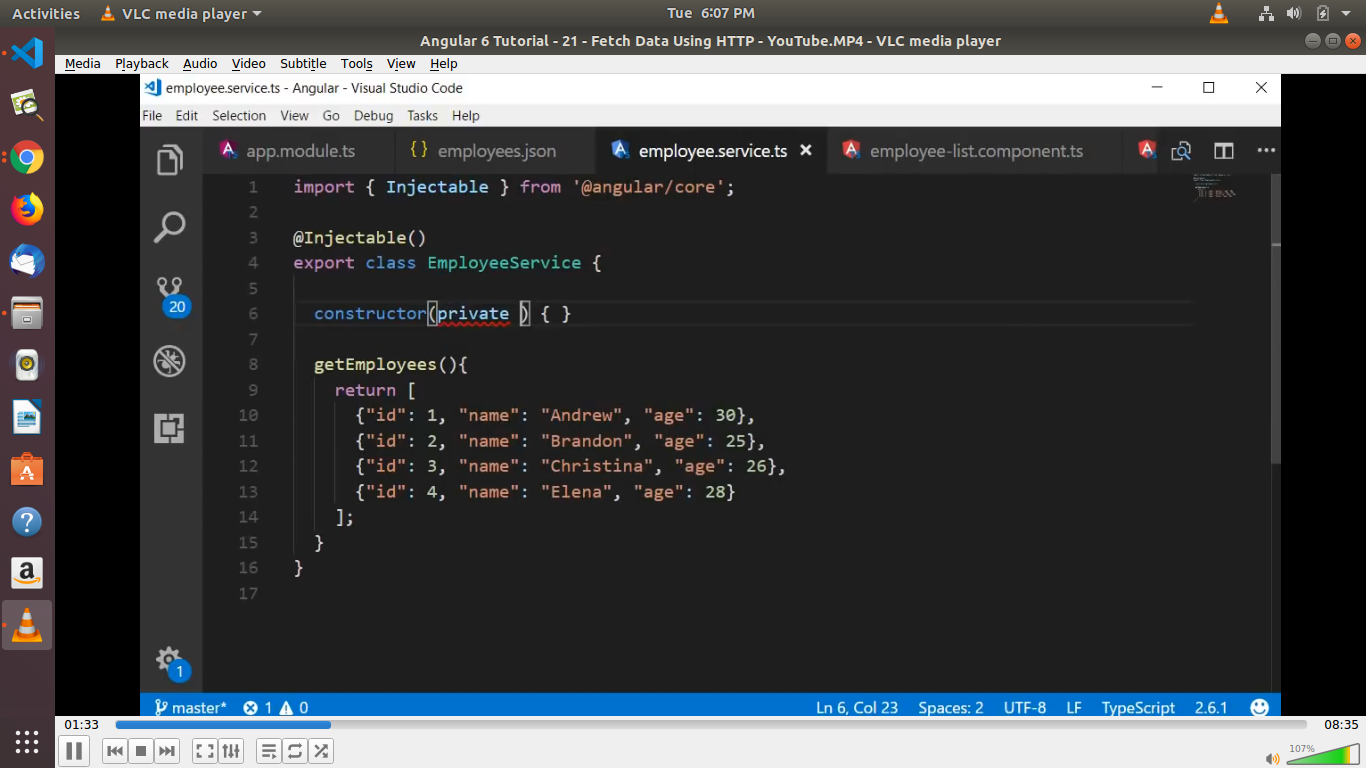 Activities VLC media player Tue 6:07 PM
Angular 6 Tutorial - 21 - Fetch Data Using HTTP - YouTube.MP4 - VLC media player
Media Playback Audio Video Subtitle Tools View Help
employee.service.ts - Angular - Visual Studio Code
File Edit Selection View Go Debug Tasks Help
app.module.ts {} employees.json employee.service.ts × employee-list.component.ts
1 import { Injectable } from '@angular/core';
2
3 @Injectable()
4 export class EmployeeService {
5
6 constructor(private ) { }
7
8 getEmployees(){
9 return [
10 {"id": 1, "name": "Andrew", "age": 30},
11 {"id": 2, "name": "Brandon", "age": 25},
12 {"id": 3, "name": "Christina", "age": 26},
13 {"id": 4, "name": "Elena", "age": 28}
14 ];
15 }
16 }
17
20
1
master* 1 0 Ln 6, Col 23 Spaces: 2 UTF-8 LF TypeScript 2.6.1
01:33 08:35
107%